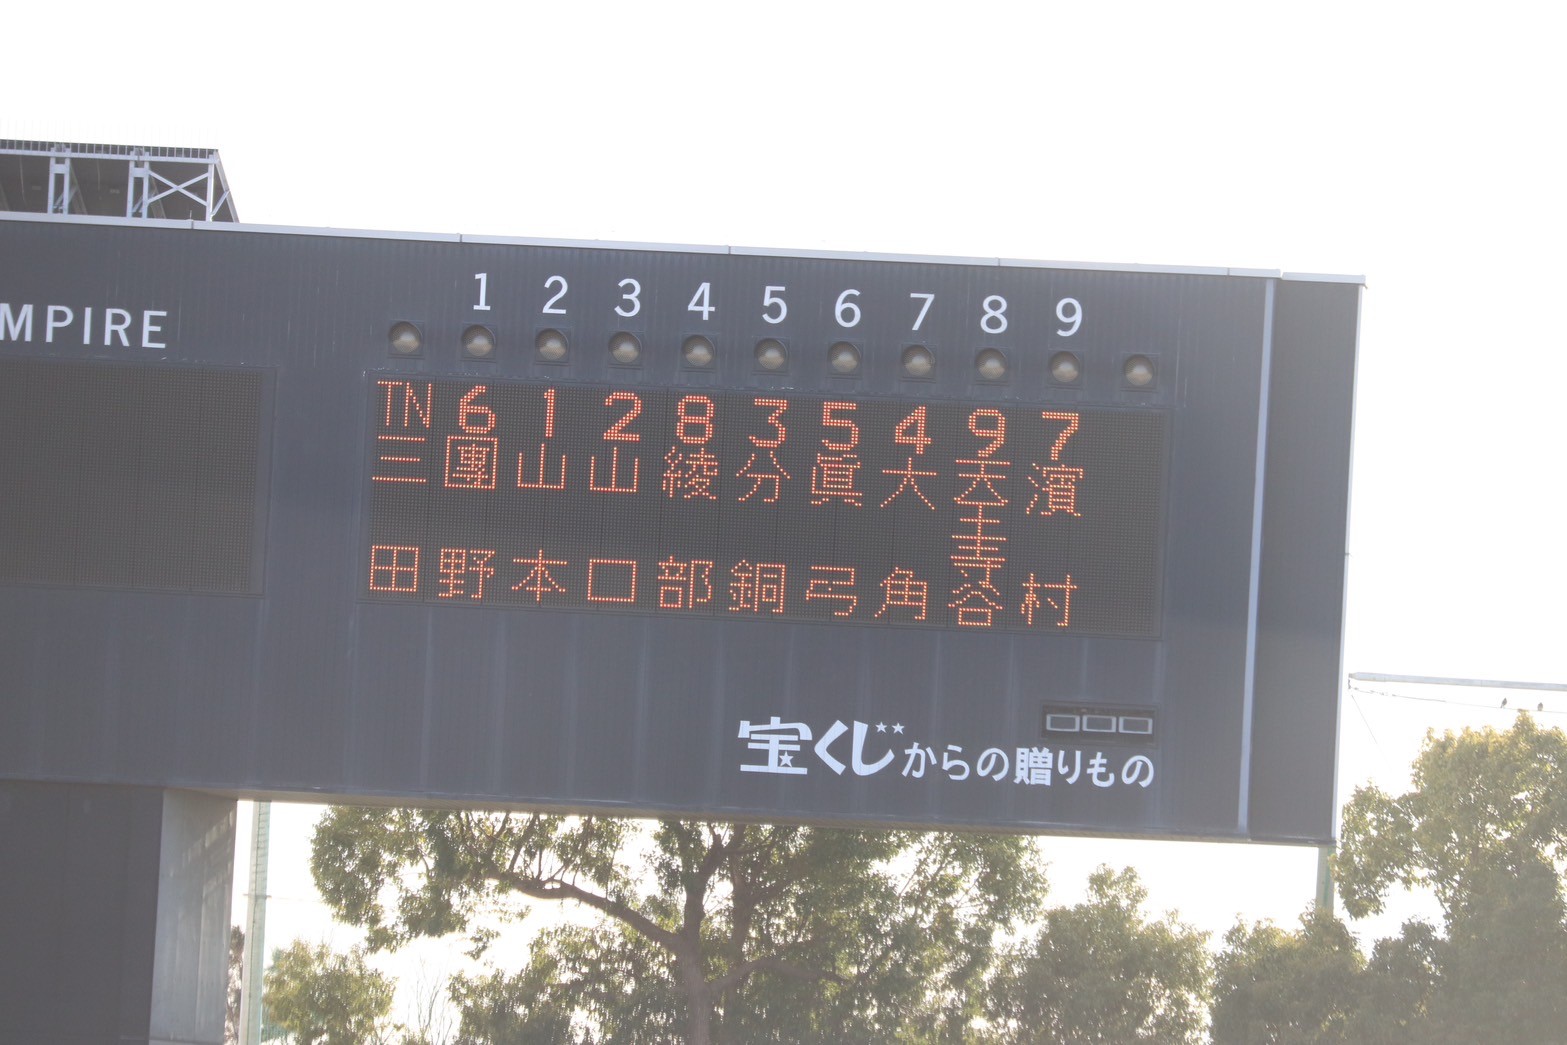 MPIRE
1 2 3 4 5 6 7 8 9
TN 6 1 2 8 3 5 4 9 7
三田
團野
山本
山口
綾部
分銅
眞弓
大角
天王寺谷
濱村
宝くじからの贈りもの